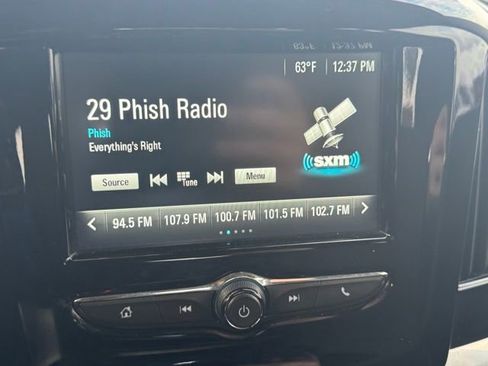 63°F 12:37 PM
29 Phish Radio
Phish
Everything's Right
sxm
Source Tune Menu
94.5 FM 107.9 FM 100.7 FM 101.5 FM 102.7 FM